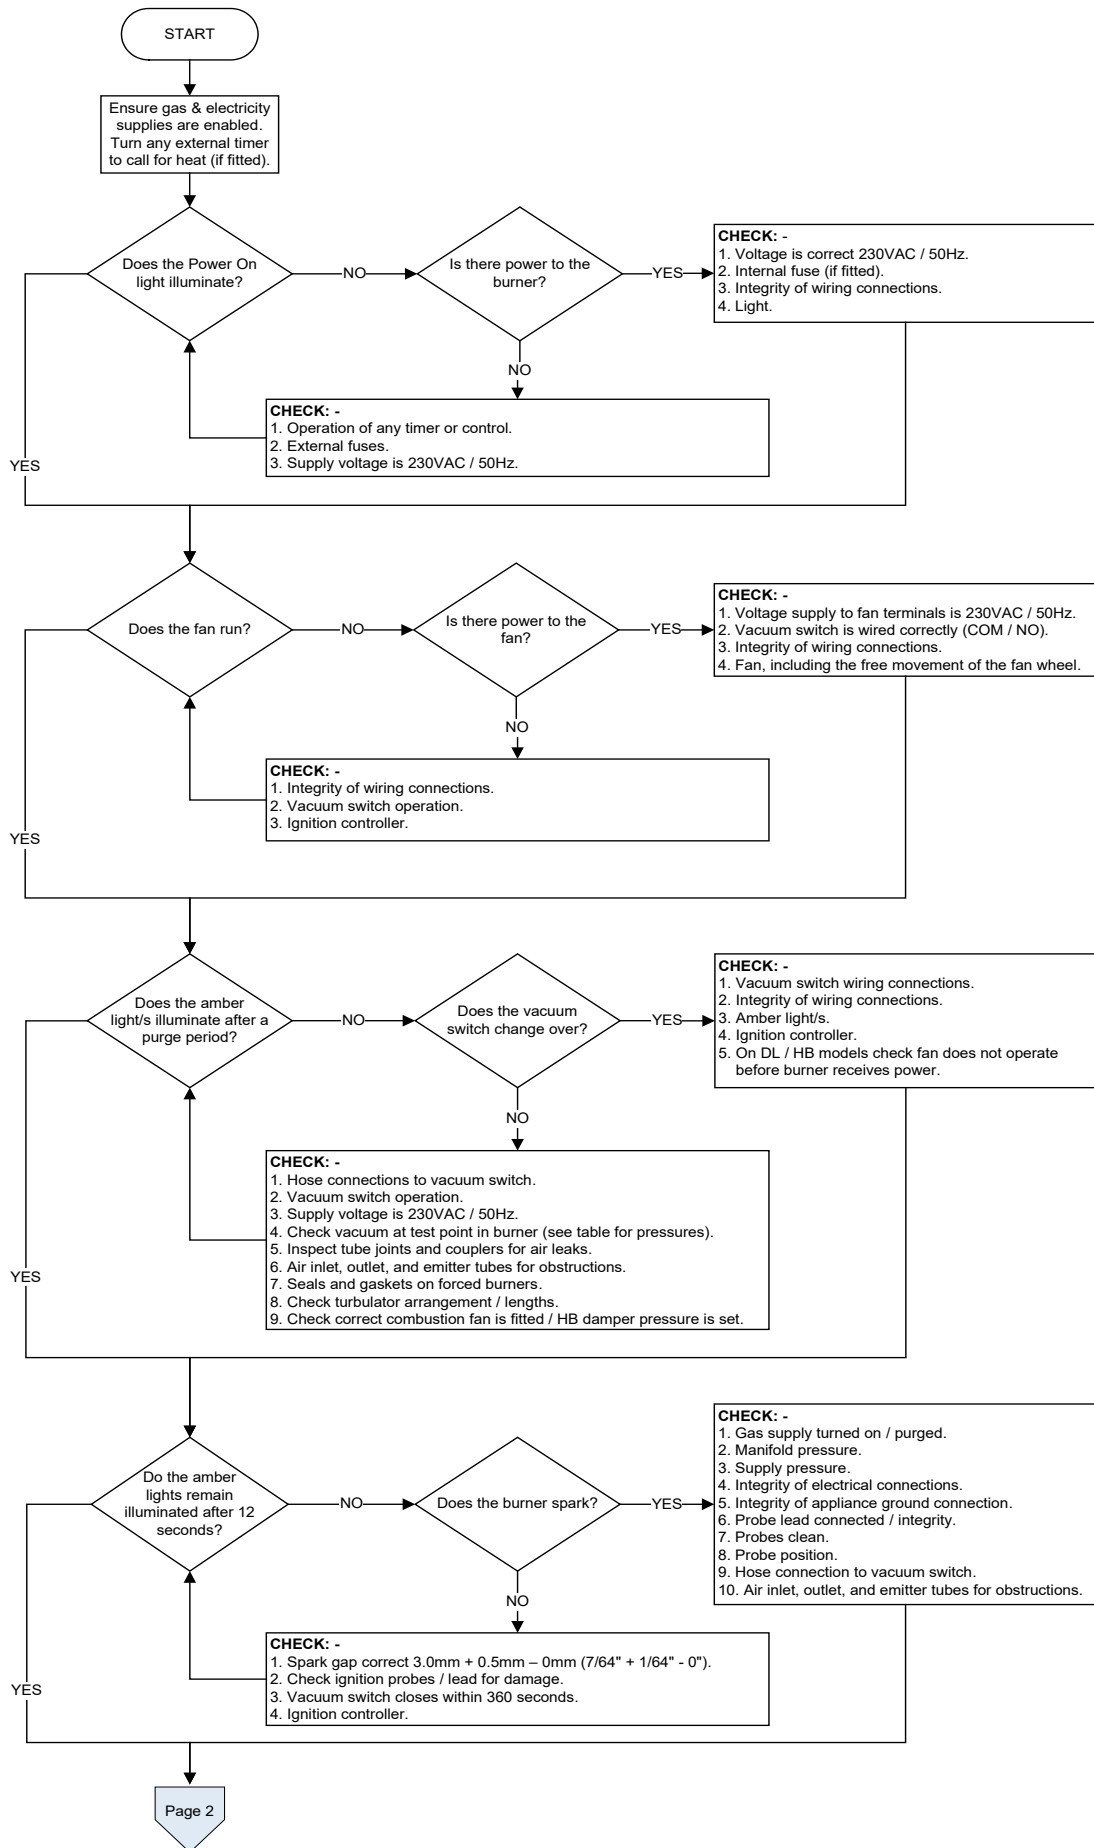 START
Ensure gas & electricity
supplies are enabled.
Turn any external timer
to call for heat (if fitted).
Does the Power On
light illuminate?
NO
Is there power to the
burner?
YES
CHECK: -
1. Voltage is correct 230VAC / 50Hz.
2. Internal fuse (if fitted).
3. Integrity of wiring connections.
4. Light.
NO
CHECK: -
1. Operation of any timer or control.
2. External fuses.
3. Supply voltage is 230VAC / 50Hz.
YES
Does the fan run?
NO
Is there power to the
fan?
YES
CHECK: -
1. Voltage supply to fan terminals is 230VAC / 50Hz.
2. Vacuum switch is wired correctly (COM / NO).
3. Integrity of wiring connections.
4. Fan, including the free movement of the fan wheel.
NO
CHECK: -
1. Integrity of wiring connections.
2. Vacuum switch operation.
3. Ignition controller.
YES
Does the amber
light/s illuminate after a
purge period?
NO
Does the vacuum
switch change over?
YES
CHECK: -
1. Vacuum switch wiring connections.
2. Integrity of wiring connections.
3. Amber light/s.
4. Ignition controller.
5. On DL / HB models check fan does not operate
before burner receives power.
NO
CHECK: -
1. Hose connections to vacuum switch.
2. Vacuum switch operation.
3. Supply voltage is 230VAC / 50Hz.
4. Check vacuum at test point in burner (see table for pressures).
5. Inspect tube joints and couplers for air leaks.
6. Air inlet, outlet, and emitter tubes for obstructions.
7. Seals and gaskets on forced burners.
8. Check turbulator arrangement / lengths.
9. Check correct combustion fan is fitted / HB damper pressure is set.
YES
Do the amber
lights remain
illuminated after 12
seconds?
NO
Does the burner spark?
YES
CHECK: -
1. Gas supply turned on / purged.
2. Manifold pressure.
3. Supply pressure.
4. Integrity of electrical connections.
5. Integrity of appliance ground connection.
6. Probe lead connected / integrity.
7. Probes clean.
8. Probe position.
9. Hose connection to vacuum switch.
10. Air inlet, outlet, and emitter tubes for obstructions.
NO
CHECK: -
1. Spark gap correct 3.0mm + 0.5mm – 0mm (7/64" + 1/64" - 0").
2. Check ignition probes / lead for damage.
3. Vacuum switch closes within 360 seconds.
4. Ignition controller.
YES
Page 2